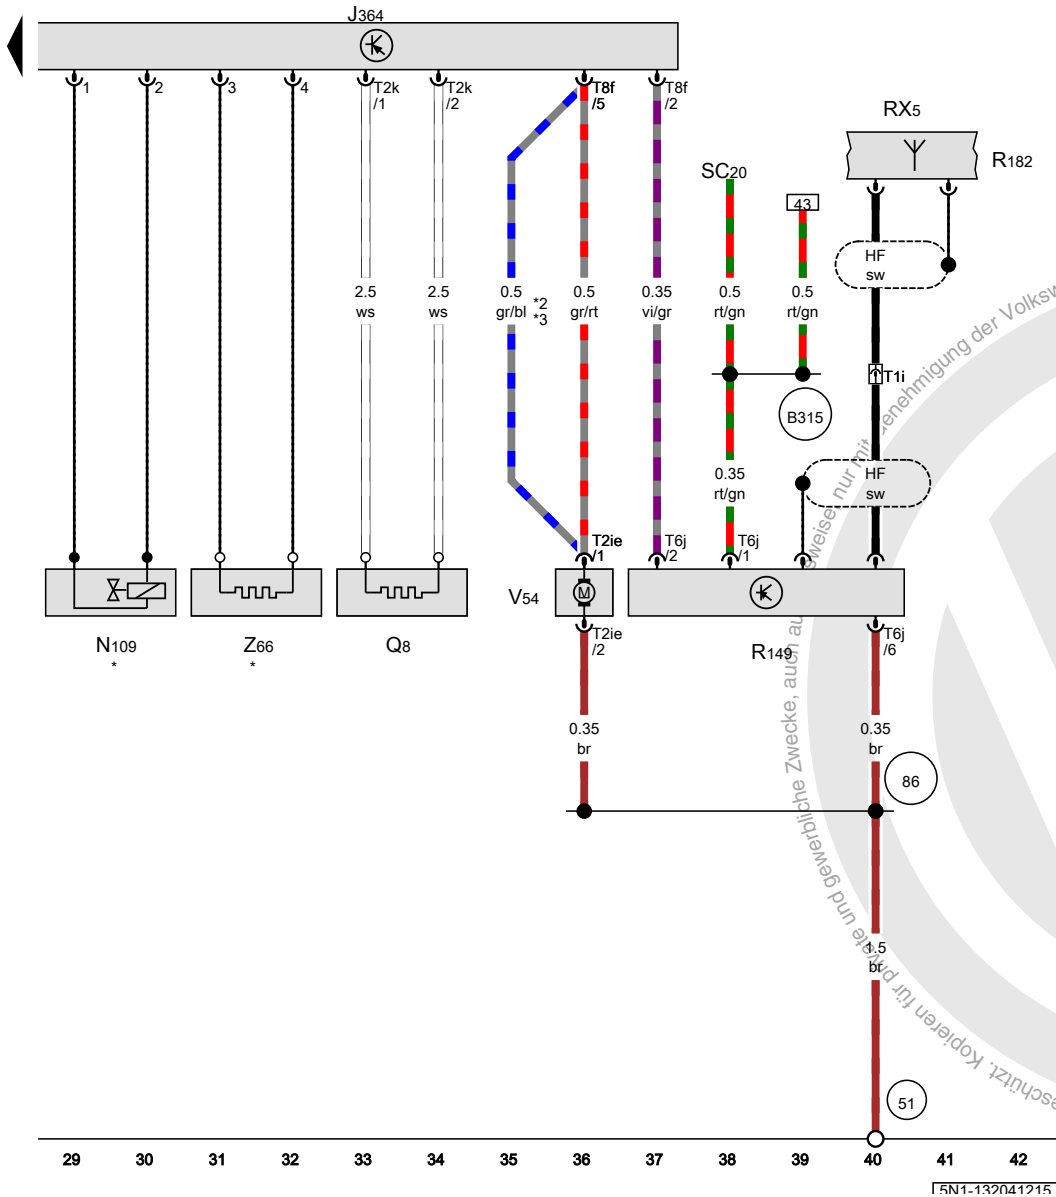 J364
1
2
3
4
T2k
/1
T2k
/2
T8f
/5
T8f
/2
RX5
R182
SC20
43
HF
sw
2.5
ws
2.5
ws
0.5
gr/bl
*2
*3
0.5
gr/rt
0.35
vi/gr
0.5
rt/gn
0.5
rt/gn
T1i
B315
0.35
rt/gn
HF
sw
T2ie
/1
T6j
/2
T6j
/1
M
N109
*
Z66
*
Q8
V54
T2ie
/2
R149
T6j
/6
0.35
br
0.35
br
86
1.5
br
51
29 30 31 32 33 34 35 36 37 38 39 40 41 42
5N1-132041215